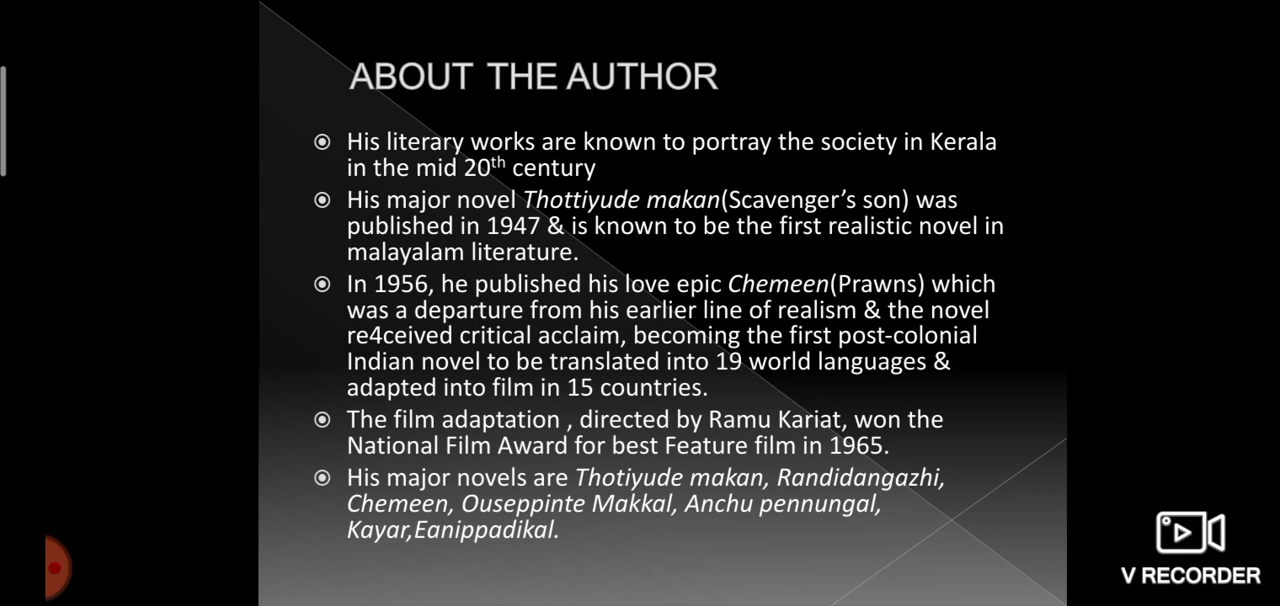 ABOUT THE AUTHOR
His literary works are known to portray the society in Kerala
in the mid 20th century
His major novel Thottiyude makan(Scavenger's son) was
published in 1947 & is known to be the first realistic novel in
malayalam literature.
In 1956, he published his love epic Chemeen(Prawns) which
was a departure from his earlier line of realism & the novel
re4ceived critical acclaim, becoming the first post-colonial
Indian novel to be translated into 19 world languages &
adapted into film in 15 countries.
The film adaptation , directed by Ramu Kariat, won the
National Film Award for best Feature film in 1965.
His major novels are Thotiyude makan, Randidangazhi,
Chemeen, Ouseppinte Makkal, Anchu pennungal,
Kayar,Eanippadikal.
V RECORDER